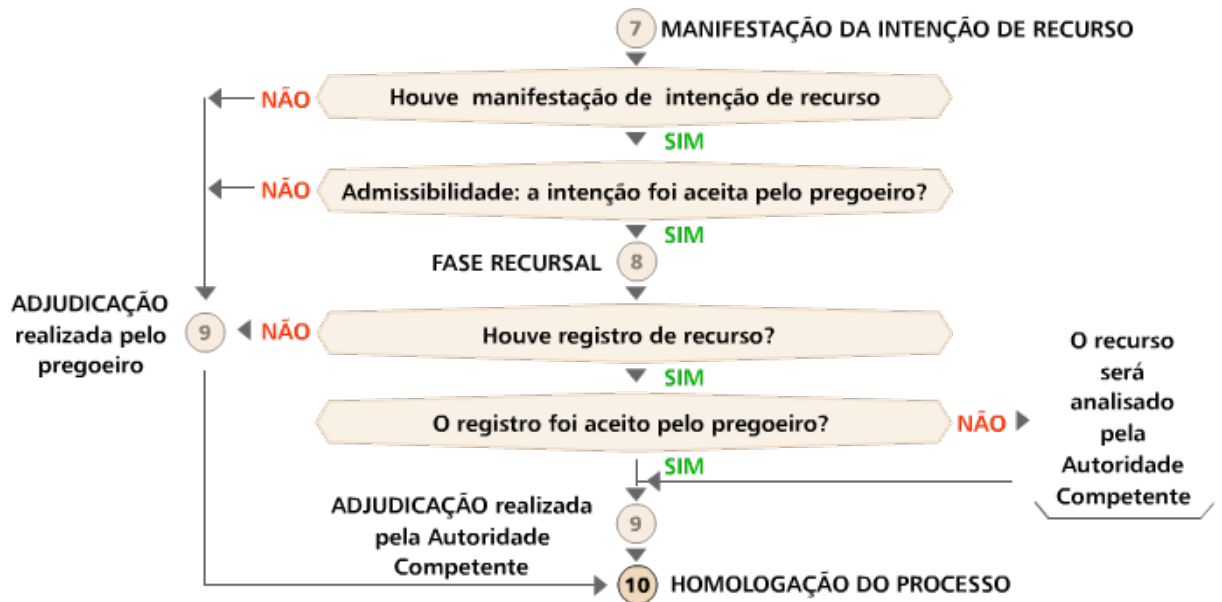 7 MANIFESTAÇÃO DA INTENÇÃO DE RECURSO
NÃO
Houve manifestação de intenção de recurso
SIM
NÃO
Admissibilidade: a intenção foi aceita pelo pregoeiro?
SIM
FASE RECURSAL 8
ADJUDICAÇÃO
realizada pelo
pregoeiro
9
NÃO
Houve registro de recurso?
SIM
O registro foi aceito pelo pregoeiro?
NÃO
O recurso
será
analisado
pela
Autoridade
Competente
SIM
ADJUDICAÇÃO realizada
pela Autoridade
Competente
9
10 HOMOLOGAÇÃO DO PROCESSO